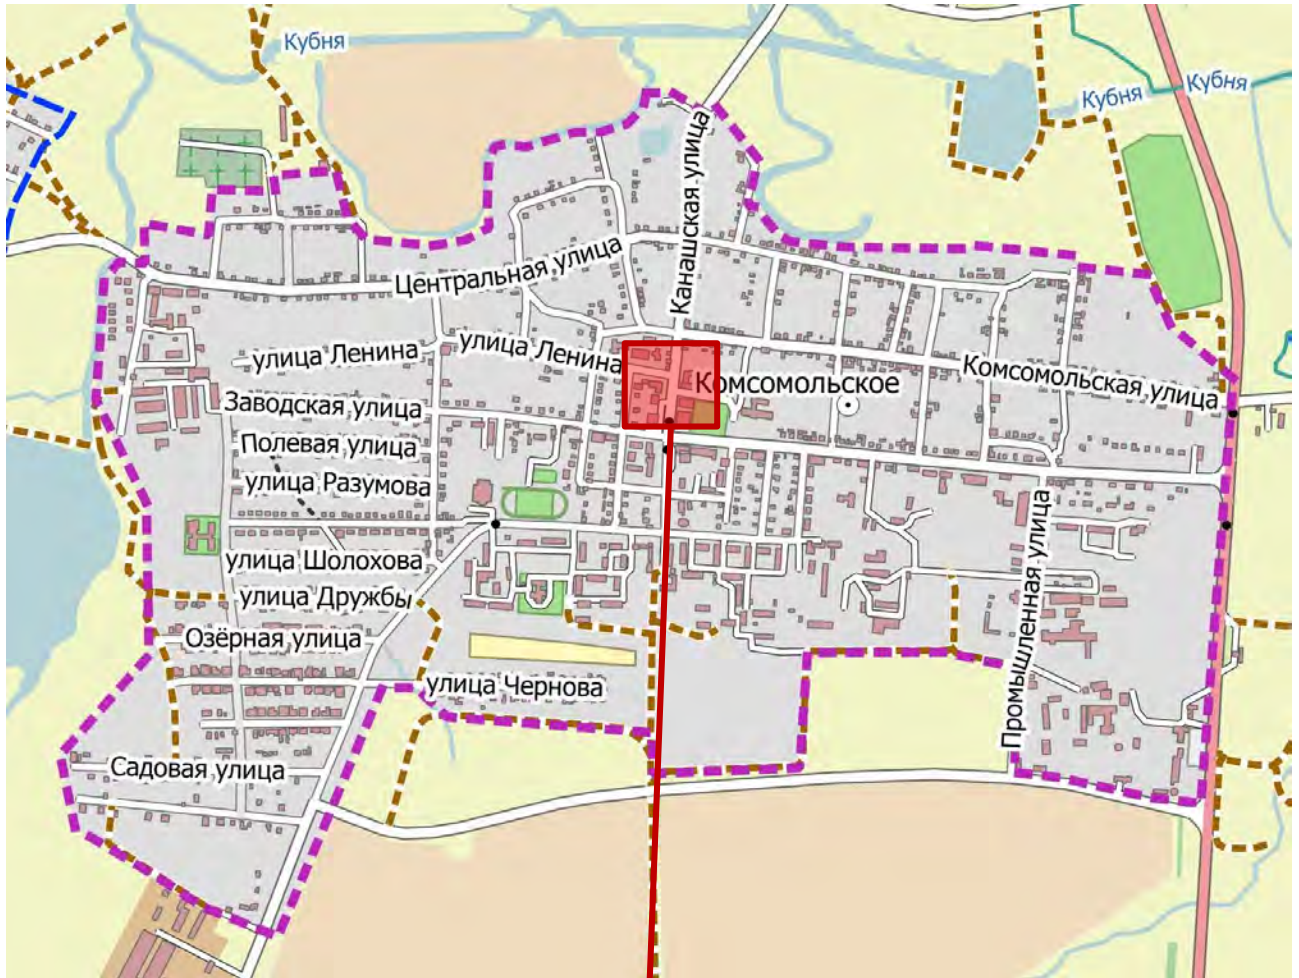 Кубня
Кубня
Кубня
Канашская улица
Центральная улица
улица Ленина
улица Ленина
Комсомольское
Комсомольская улица
Заводская улица
Полевая улица
улица Разумова
улица Шолохова
улица Дружбы
Озёрная улица
улица Чернова
Промышленная улица
Садовая улица